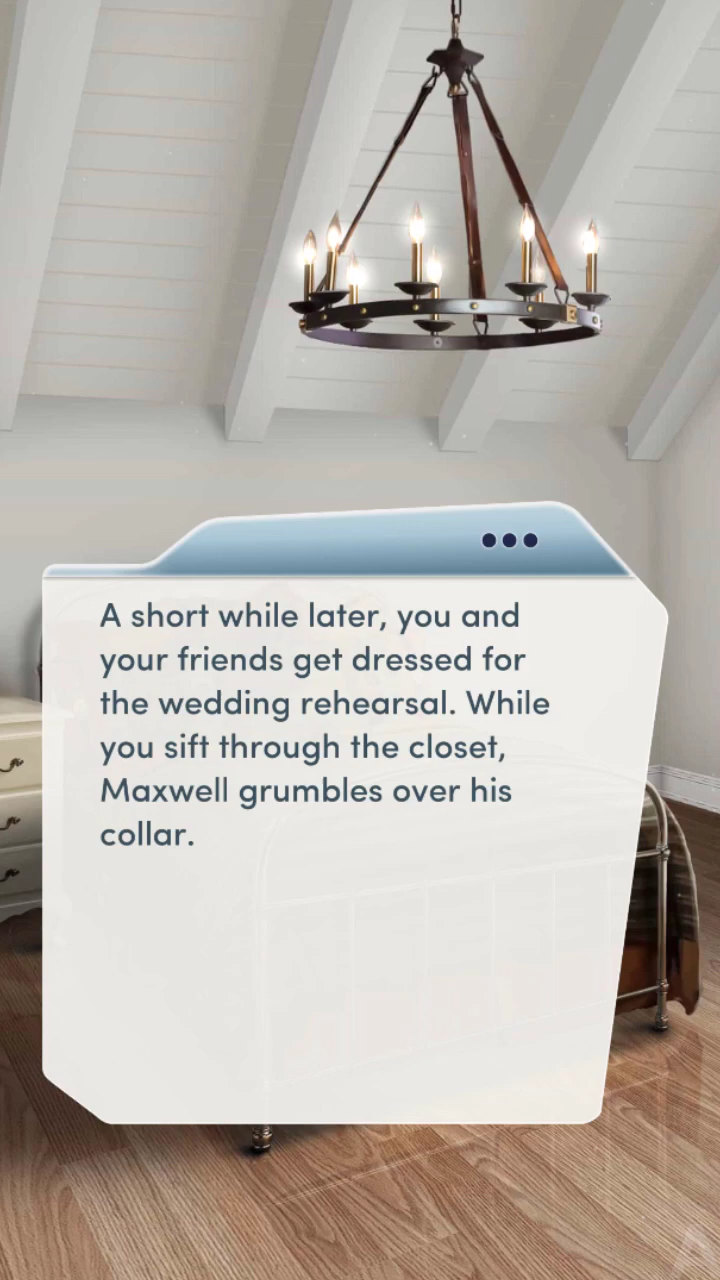 A short while later, you and
your friends get dressed for
the wedding rehearsal. While
you sift through the closet,
Maxwell grumbles over his
collar.